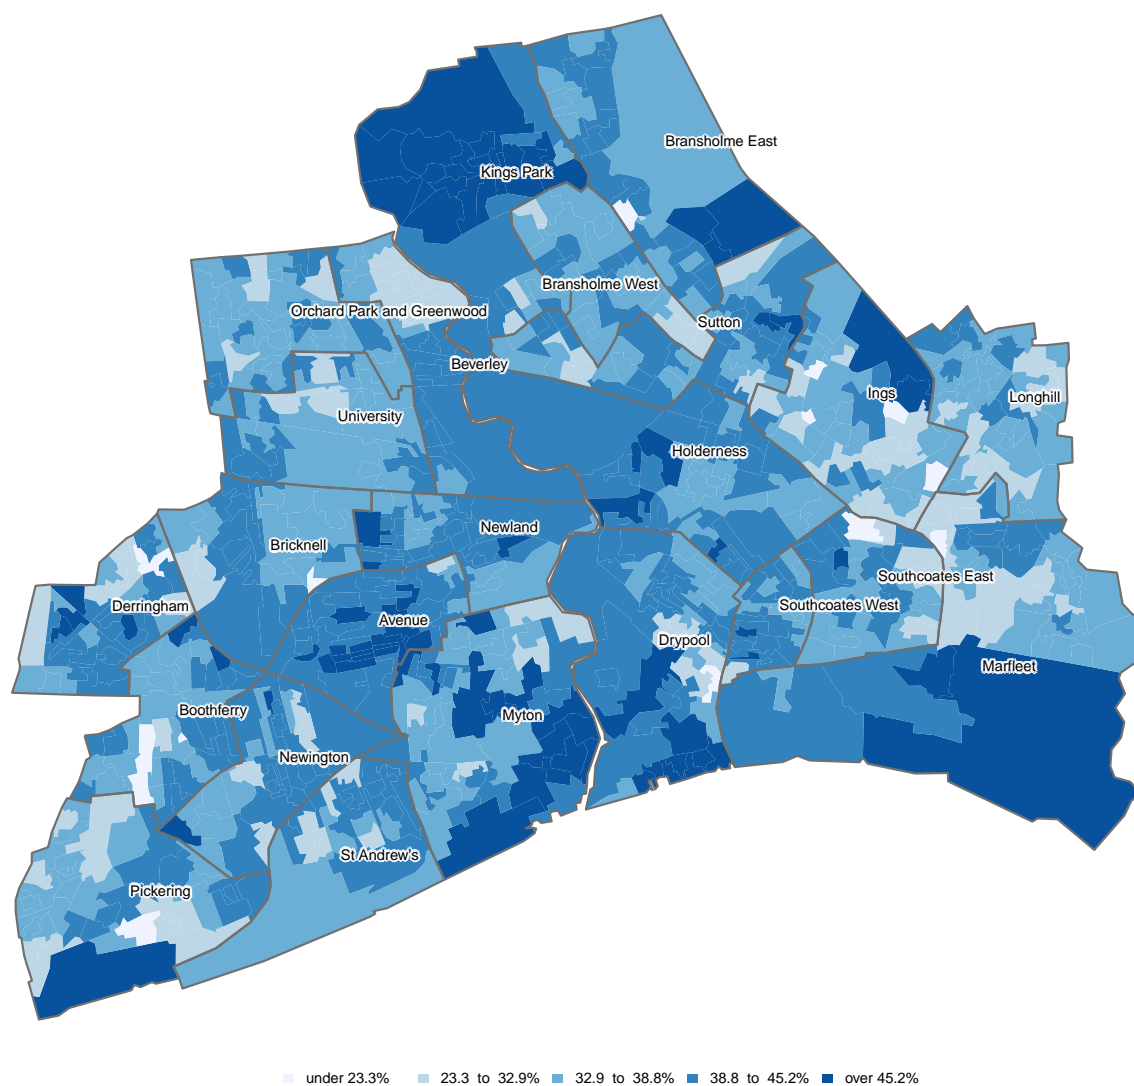 Bransholme East
Kings Park
Bransholme West
Orchard Park and Greenwood
Sutton
Beverley
Ings
Longhill
University
Holderness
Newland
Bricknell
Southcoates East
Derringham
Southcoates West
Avenue
Drypool
Marfleet
Boothferry
Myton
Newington
St Andrew's
Pickering
under 23.3% 23.3 to 32.9% 32.9 to 38.8% 38.8 to 45.2% over 45.2%